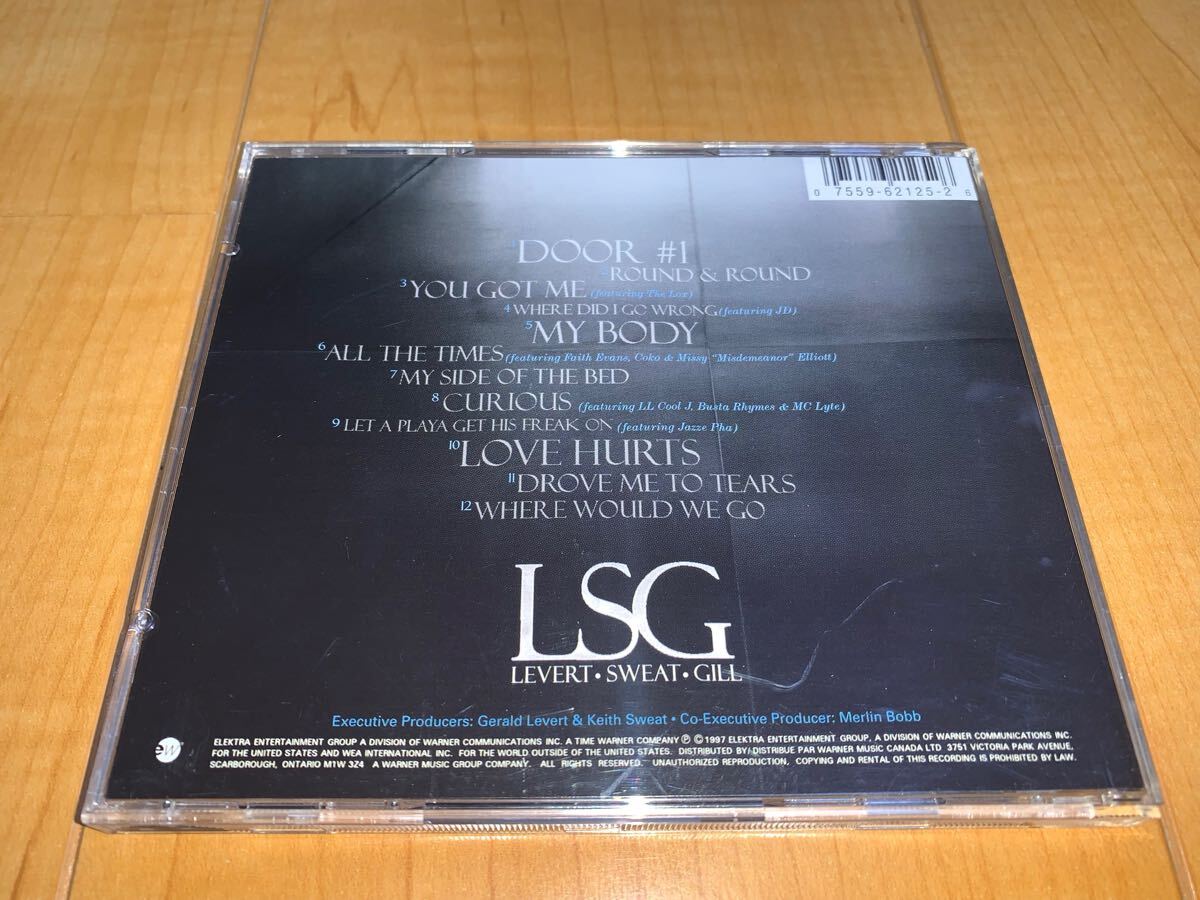 0 7559-62125-2 6
1 DOOR #1
2 ROUND & ROUND
3 YOU GOT ME (featuring The Lox)
4 WHERE DID I GO WRONG (featuring JD)
5 MY BODY
6 ALL THE TIMES (featuring Faith Evans, Coko & Missy "Misdemeanor" Elliott)
7 MY SIDE OF THE BED
8 CURIOUS (featuring LL Cool J, Busta Rhymes & MC Lyte)
9 LET A PLAYA GET HIS FREAK ON (featuring Jazze Pha)
10 LOVE HURTS
11 DROVE ME TO TEARS
12 WHERE WOULD WE GO
LSG
LEVERT • SWEAT • GILL
Executive Producers: Gerald Levert & Keith Sweat • Co-Executive Producer: Merlin Bobb
ew
ELEKTRA ENTERTAINMENT GROUP A DIVISION OF WARNER COMMUNICATIONS INC. A TIME WARNER COMPANY ℗ © 1997 ELEKTRA ENTERTAINMENT GROUP, A DIVISION OF WARNER COMMUNICATIONS INC.
FOR THE UNITED STATES AND WEA INTERNATIONAL INC. FOR THE WORLD OUTSIDE OF THE UNITED STATES. DISTRIBUTED BY/DISTRIBUE PAR WARNER MUSIC CANADA LTD 3751 VICTORIA PARK AVENUE,
SCARBOROUGH, ONTARIO M1W 3Z4 A WARNER MUSIC GROUP COMPANY. ALL RIGHTS RESERVED. UNAUTHORIZED REPRODUCTION, COPYING AND RENTAL OF THIS RECORDING IS PROHIBITED BY LAW.